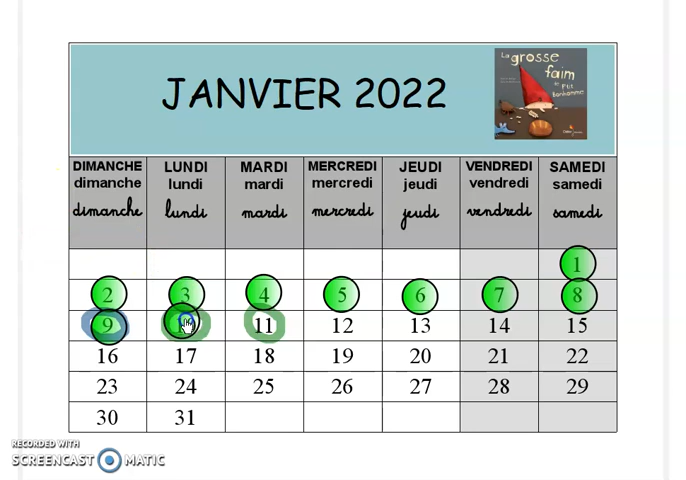 La grosse
faim
de P'tit
Bonhomme
JANVIER 2022
DIMANCHE LUNDI MARDI MERCREDI JEUDI VENDREDI SAMEDI
dimanche lundi mardi mercredi jeudi vendredi samedi
dimanche lundi mardi mercredi jeudi vendredi samedi
1
2 3 4 5 6 7 8
9 11 12 13 14 15
16 17 18 19 20 21 22
23 24 25 26 27 28 29
30 31
RECORDED WITH
SCREENCAST MATIC